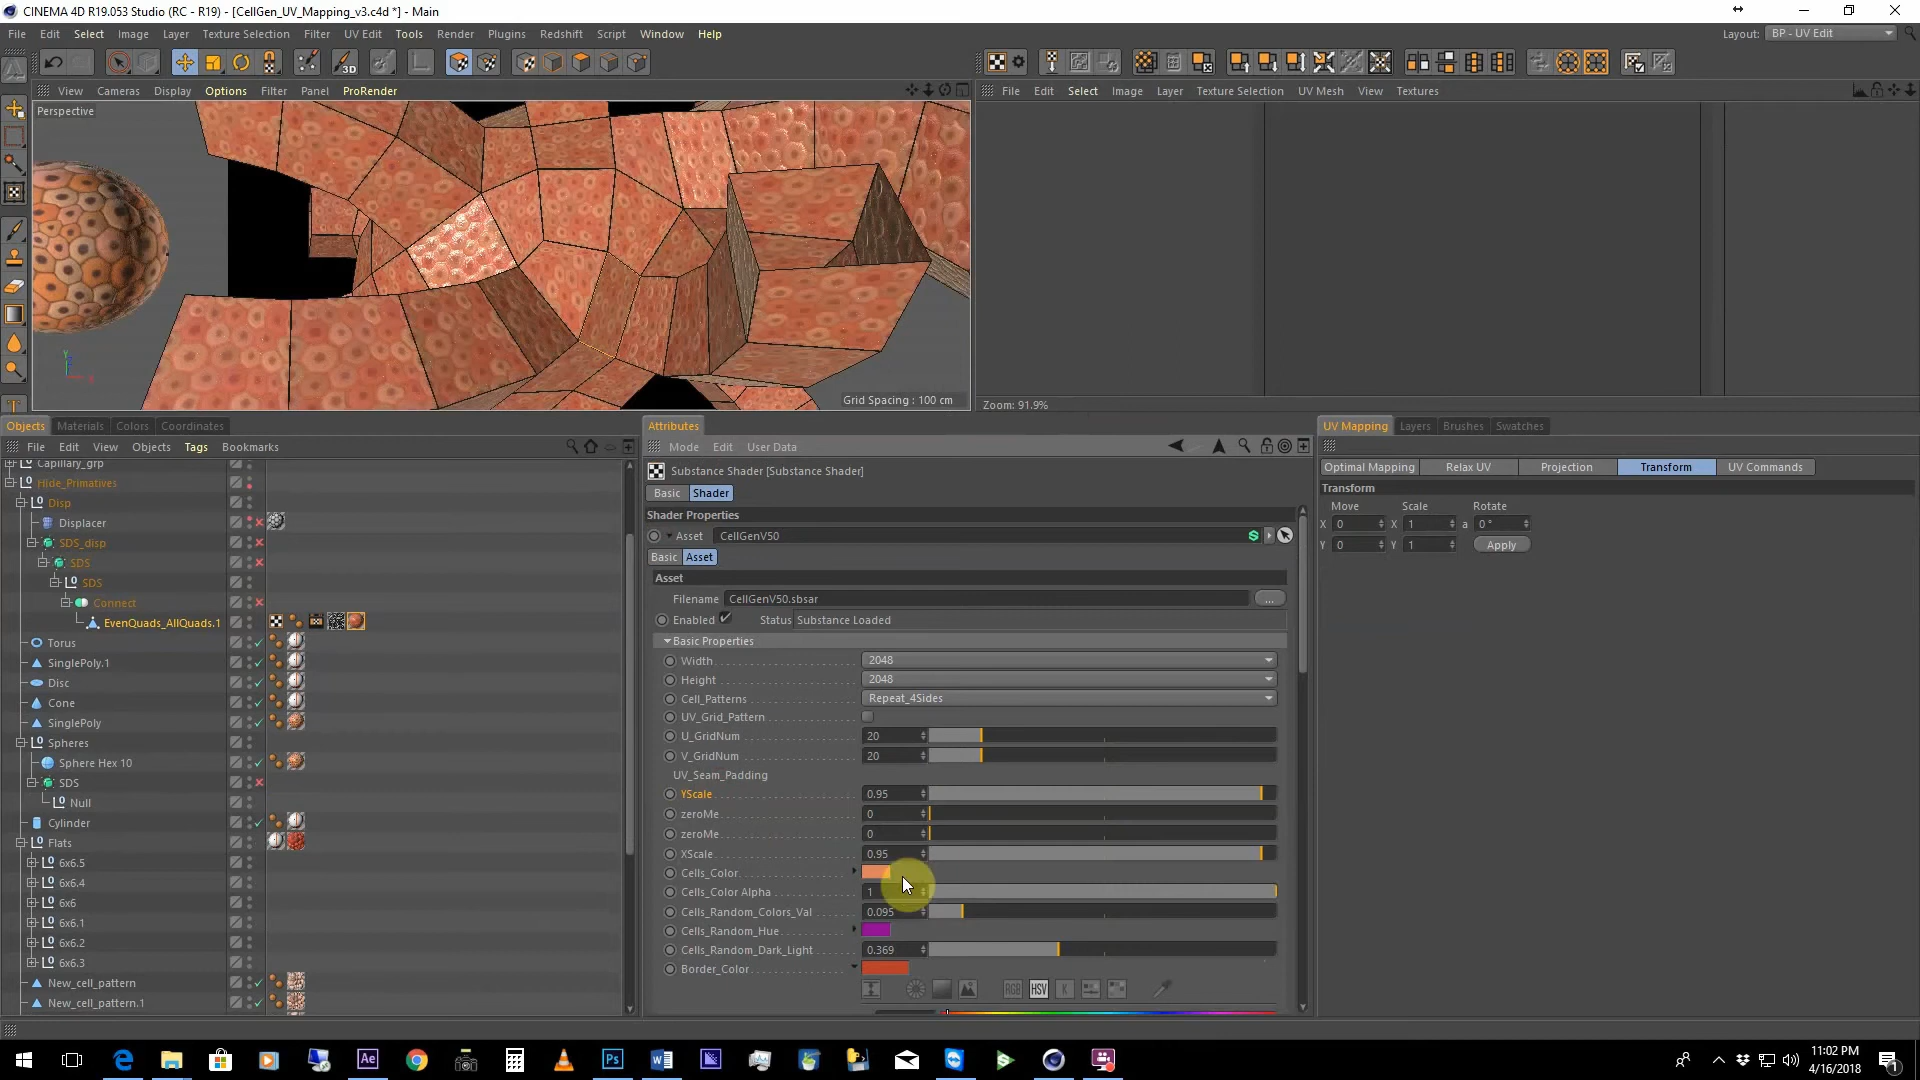 CINEMA 4D R19.053 Studio (RC - R19) - [CellGen_UV_Mapping_v3.c4d *] - Main
File Edit Select Image Layer Texture Selection Filter UV Edit Tools Render Plugins Redshift Script Window Help
Layout: BP - UV Edit
View Cameras Display Options Filter Panel ProRender
File Edit Select Image Layer Texture Selection UV Mesh View Textures
Perspective
Grid Spacing : 100 cm
Zoom: 91.9%
Objects Materials Colors Coordinates
Attributes
UV Mapping Layers Brushes Swatches
File Edit View Objects Tags Bookmarks
Mode Edit User Data
Capillary_grp
Hide_Primatives
Disp
Displacer
SDS_disp
SDS
SDS
Connect
EvenQuads_AllQuads.1
Torus
SinglePoly.1
Disc
Cone
SinglePoly
Spheres
Sphere Hex 10
SDS
Null
Cylinder
Flats
6x6.5
6x6.4
6x6
6x6.1
6x6.2
6x6.3
New_cell_pattern
New_cell_pattern.1
Substance Shader [Substance Shader]
Basic Shader
Shader Properties
Asset CellGenV50
Basic Asset
Asset
Filename CellGenV50.sbsar ...
Enabled Status Substance Loaded
Basic Properties
Width 2048
Height 2048
Cell_Patterns Repeat_4Sides
UV_Grid_Pattern
U_GridNum 20
V_GridNum 20
UV_Seam_Padding
YScale 0.95
zeroMe 0
zeroMe 0
XScale 0.95
Cells_Color
Cells_Color Alpha 1
Cells_Random_Colors_Val 0.095
Cells_Random_Hue
Cells_Random_Dark_Light 0.369
Border_Color
RGB HSV K
Optimal Mapping Relax UV Projection Transform UV Commands
Transform
Move Scale Rotate
X 0 X 1 a 0 °
Y 0 Y 1 Apply
11:02 PM
4/16/2018